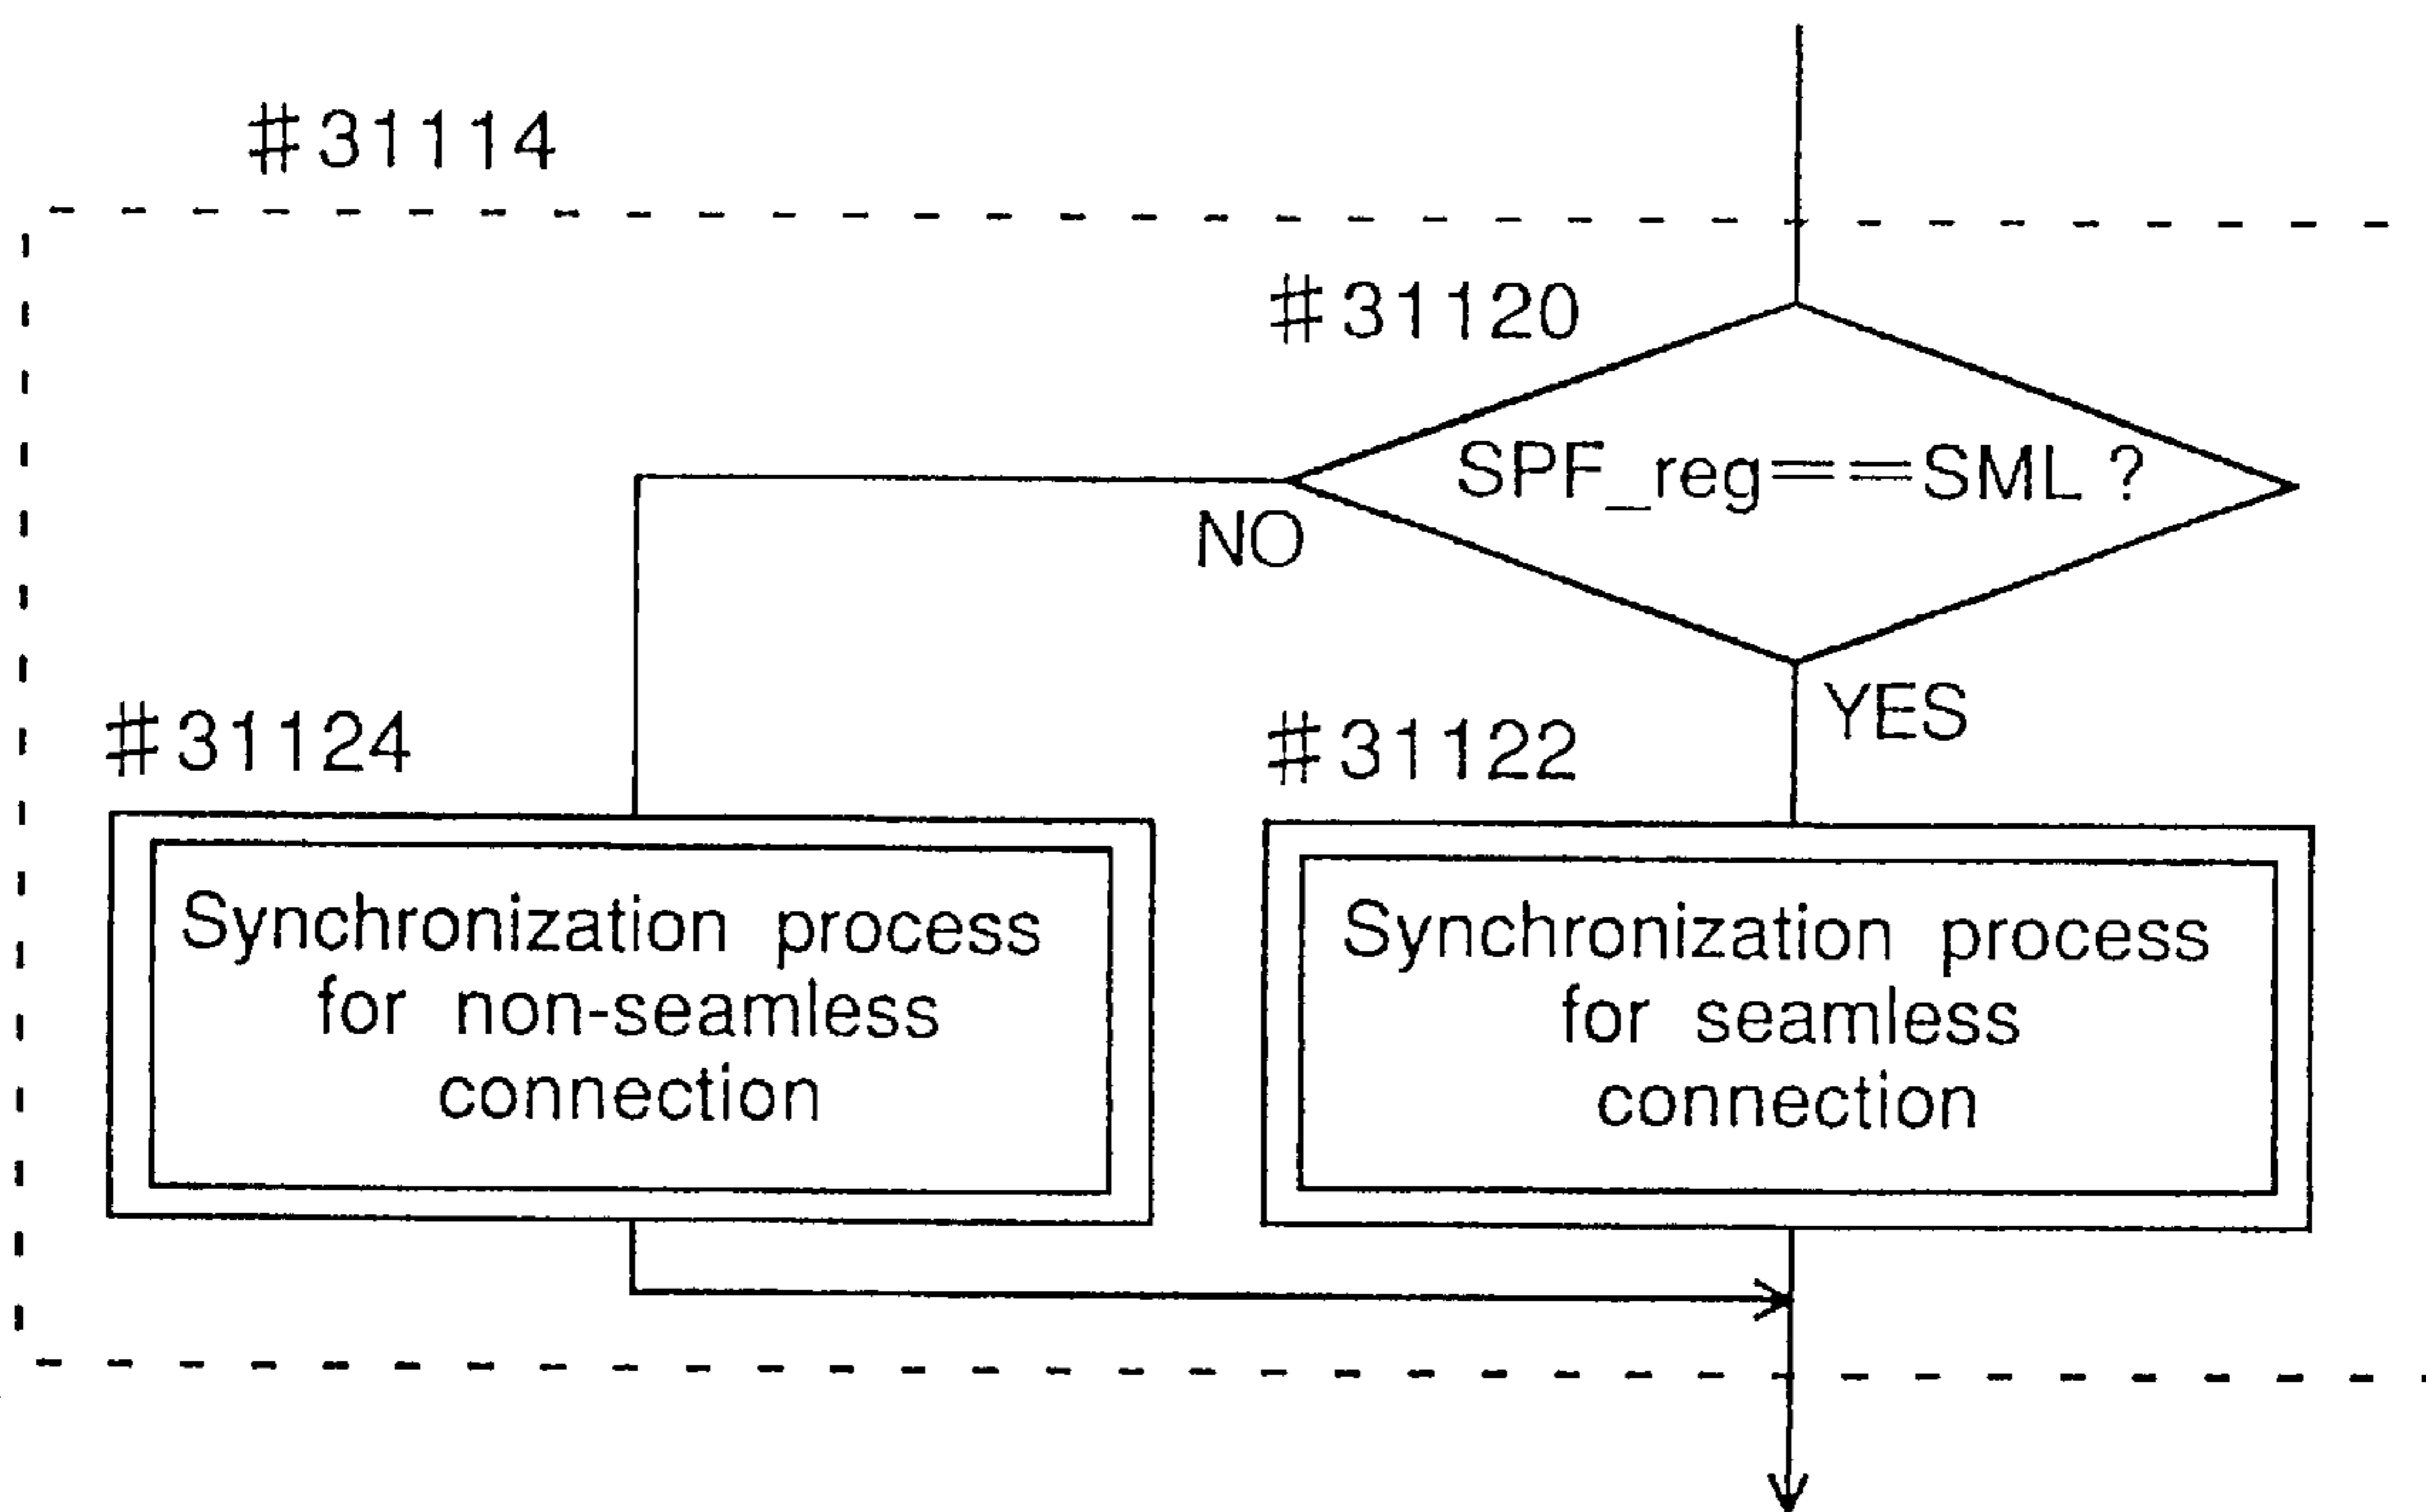 #31114
#31120
SPF_reg==SML ?
NO
YES
#31124
#31122
Synchronization process
for non-seamless
connection
Synchronization process
for seamless
connection